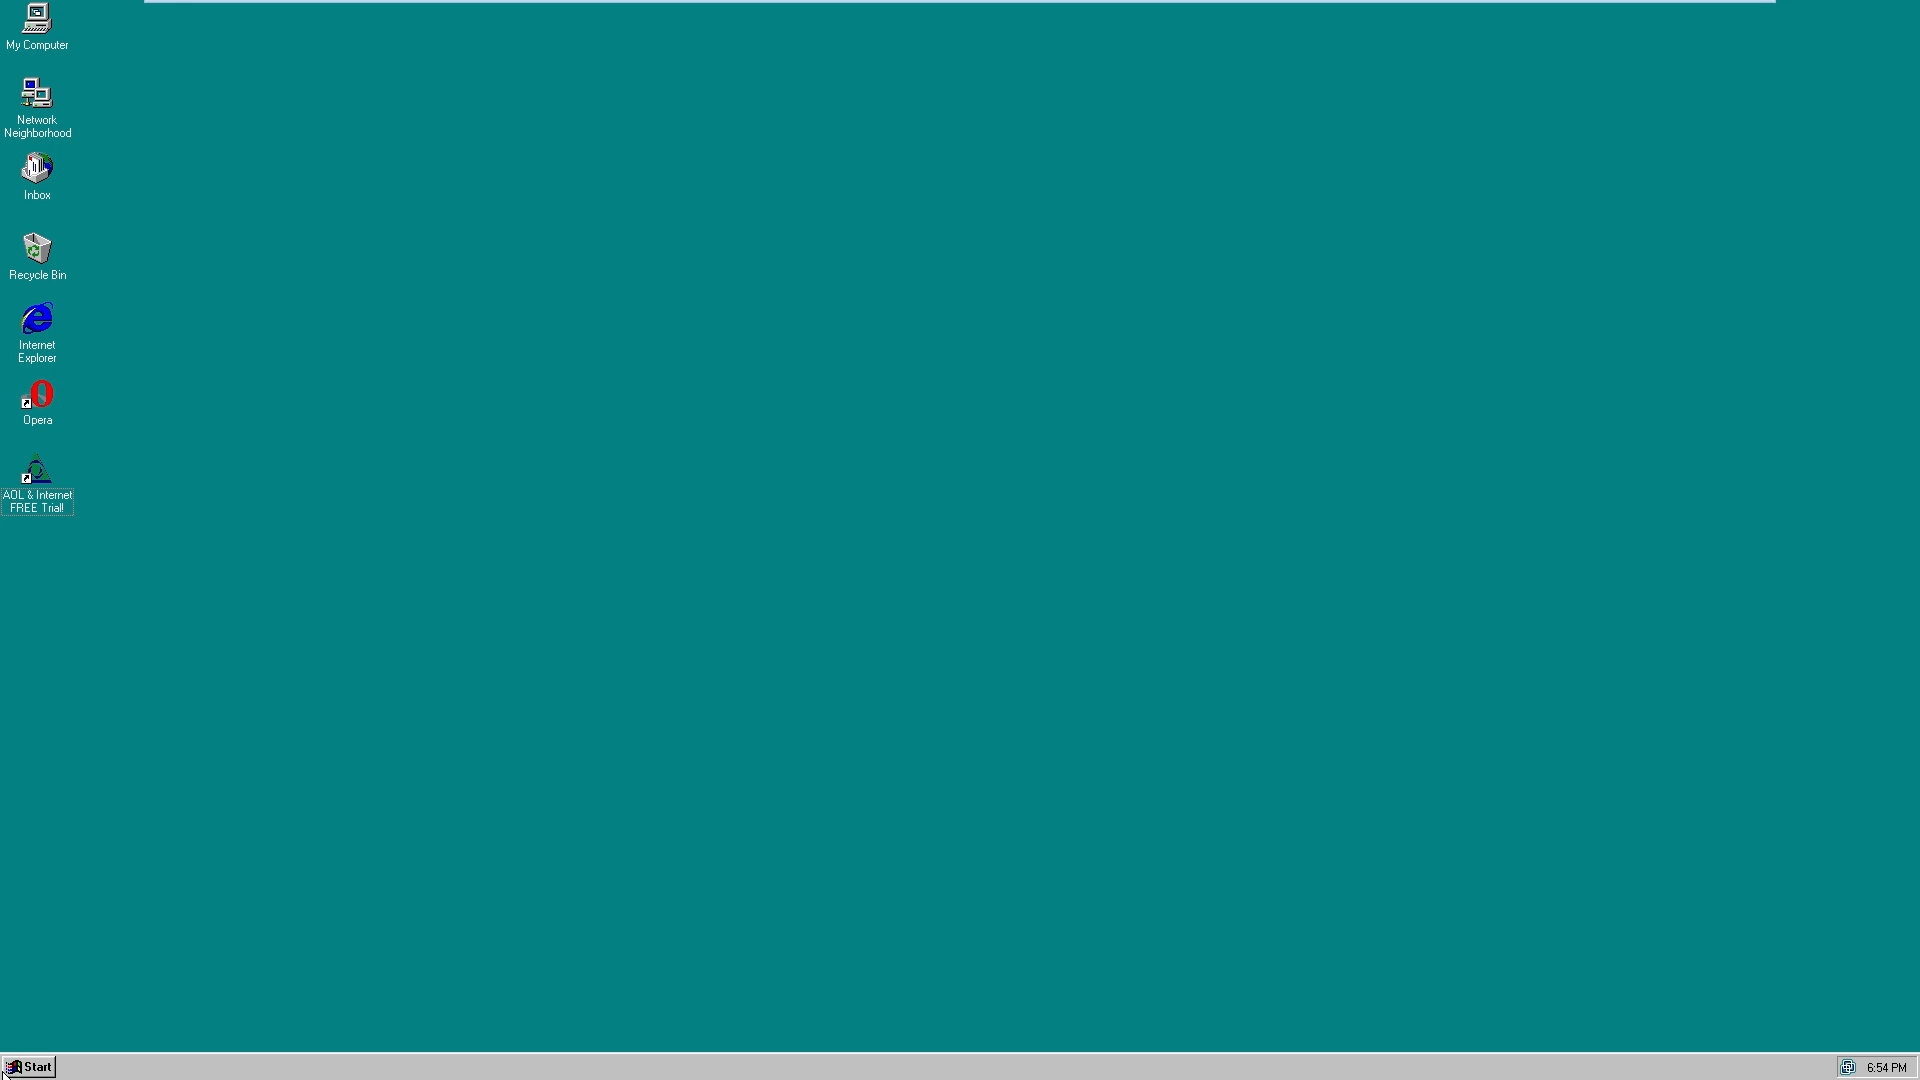 My Computer
Network
Neighborhood
Inbox
Recycle Bin
Internet
Explorer
Opera
AOL & Internet
FREE Trial!
Start
6:54 PM